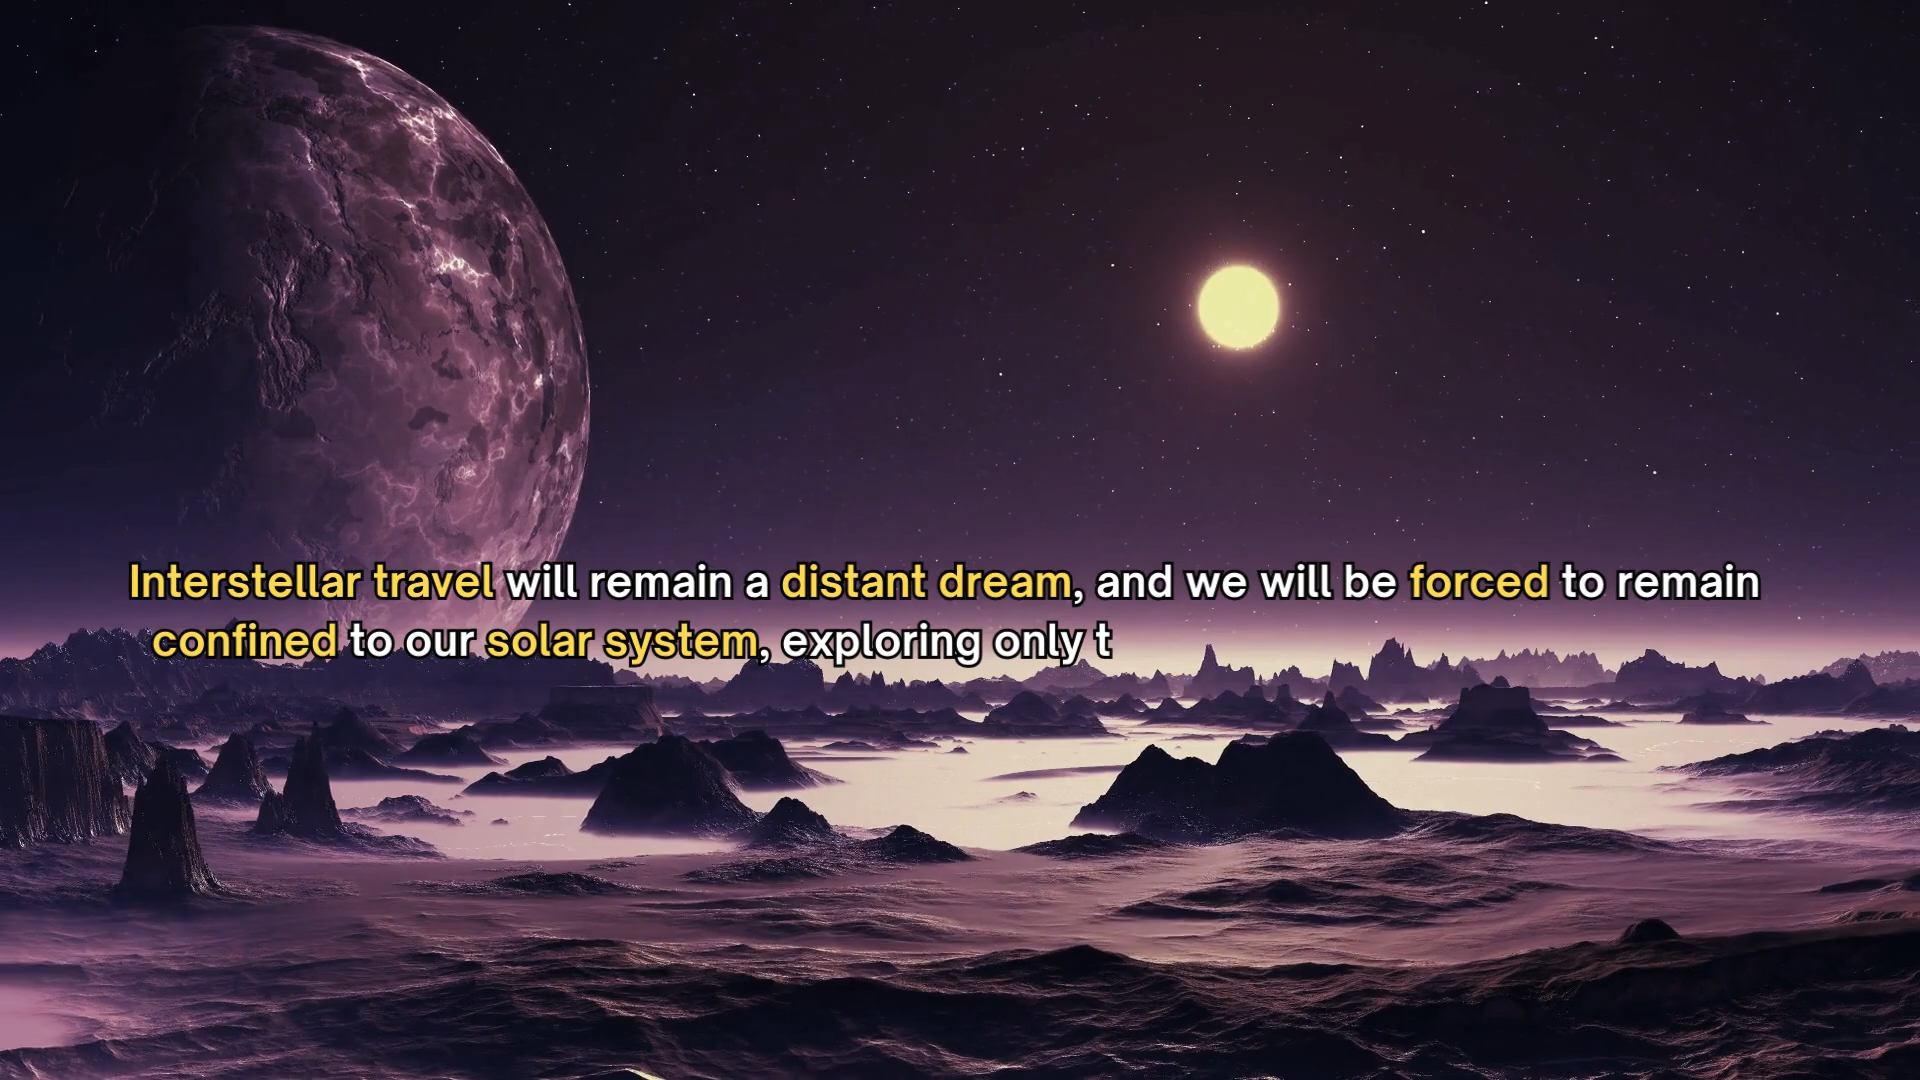 Interstellar travel will remain a distant dream, and we will be forced to remain
confined to our solar system, exploring only t